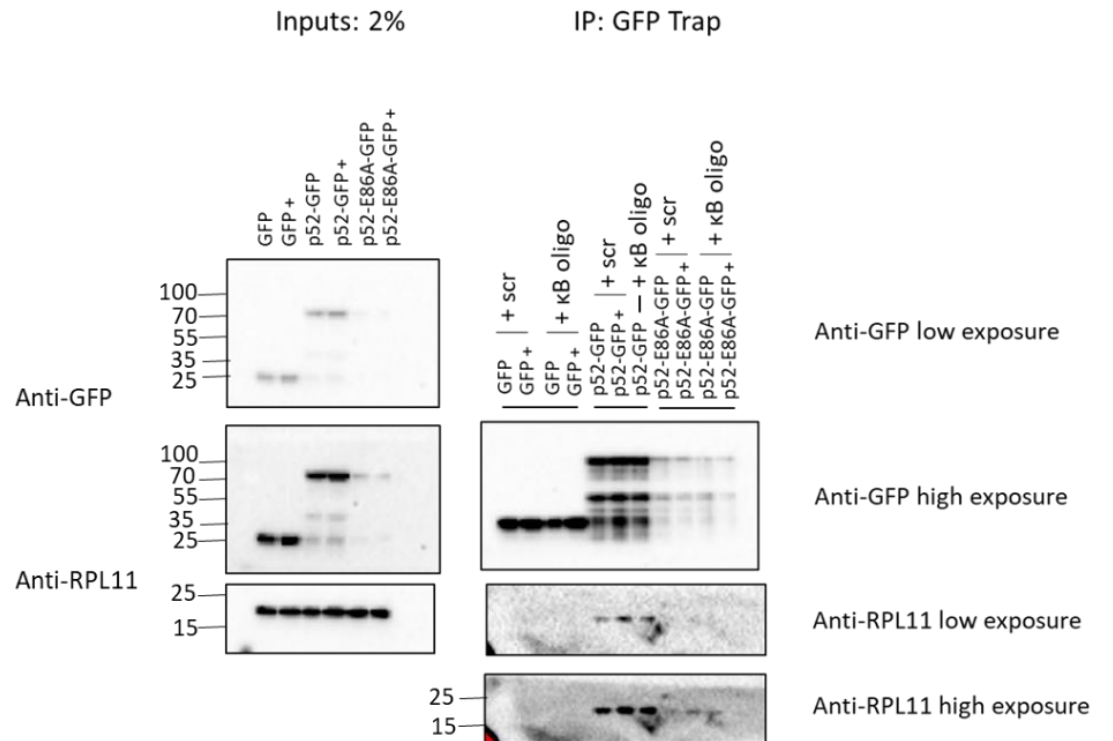 Inputs: 2%
IP: GFP Trap
GFP
GFP +
p52-GFP
p52-GFP +
p52-E86A-GFP
p52-E86A-GFP +
+ scr
+ κB oligo
+ scr
+ κB oligo
+ scr
+ κB oligo
GFP
GFP +
GFP
GFP +
p52-GFP
p52-GFP +
p52-GFP
p52-E86A-GFP
p52-E86A-GFP +
p52-E86A-GFP
p52-E86A-GFP +
100
70
55
35
25
Anti-GFP
Anti-GFP low exposure
100
70
55
35
25
Anti-GFP high exposure
Anti-RPL11
25
15
Anti-RPL11 low exposure
25
15
Anti-RPL11 high exposure